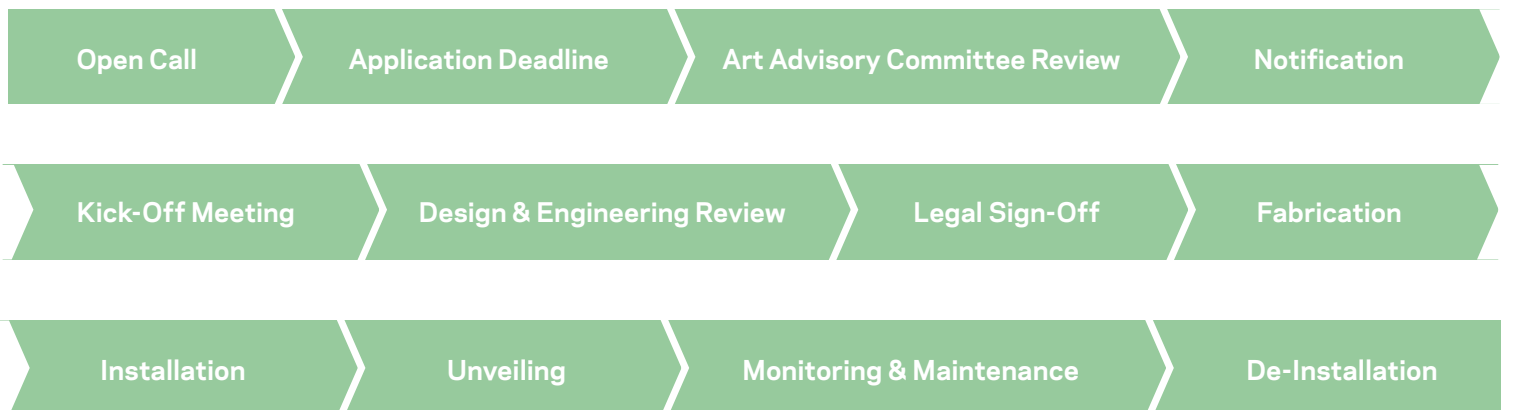 Open Call
Application Deadline
Art Advisory Committee Review
Notification
Kick-Off Meeting
Design & Engineering Review
Legal Sign-Off
Fabrication
Installation
Unveiling
Monitoring & Maintenance
De-Installation